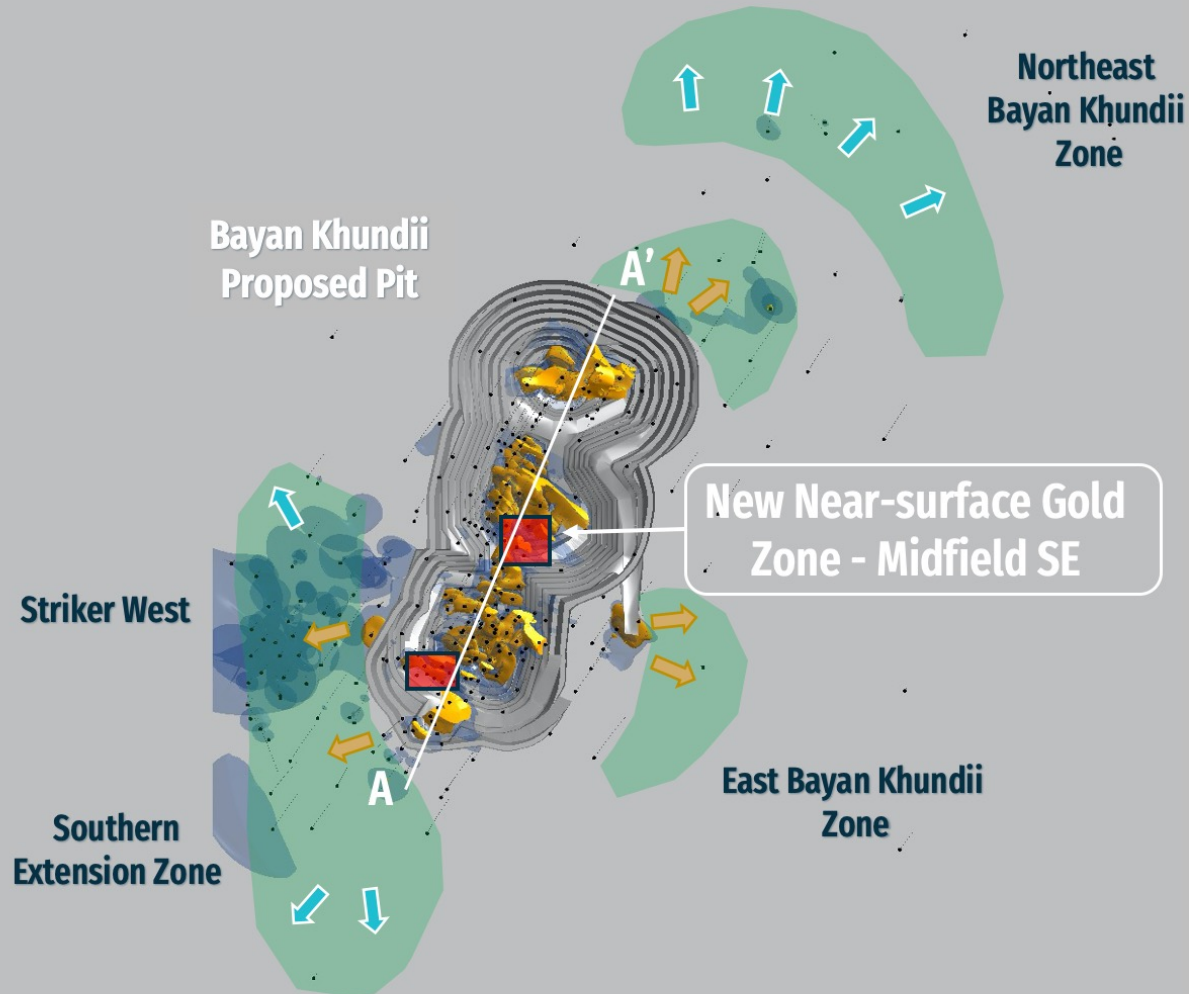 Northeast
Bayan Khundii
Zone
Bayan Khundii
Proposed Pit
A’
New Near-surface Gold
Zone - Midfield SE
Striker West
A
East Bayan Khundii
Zone
Southern
Extension Zone